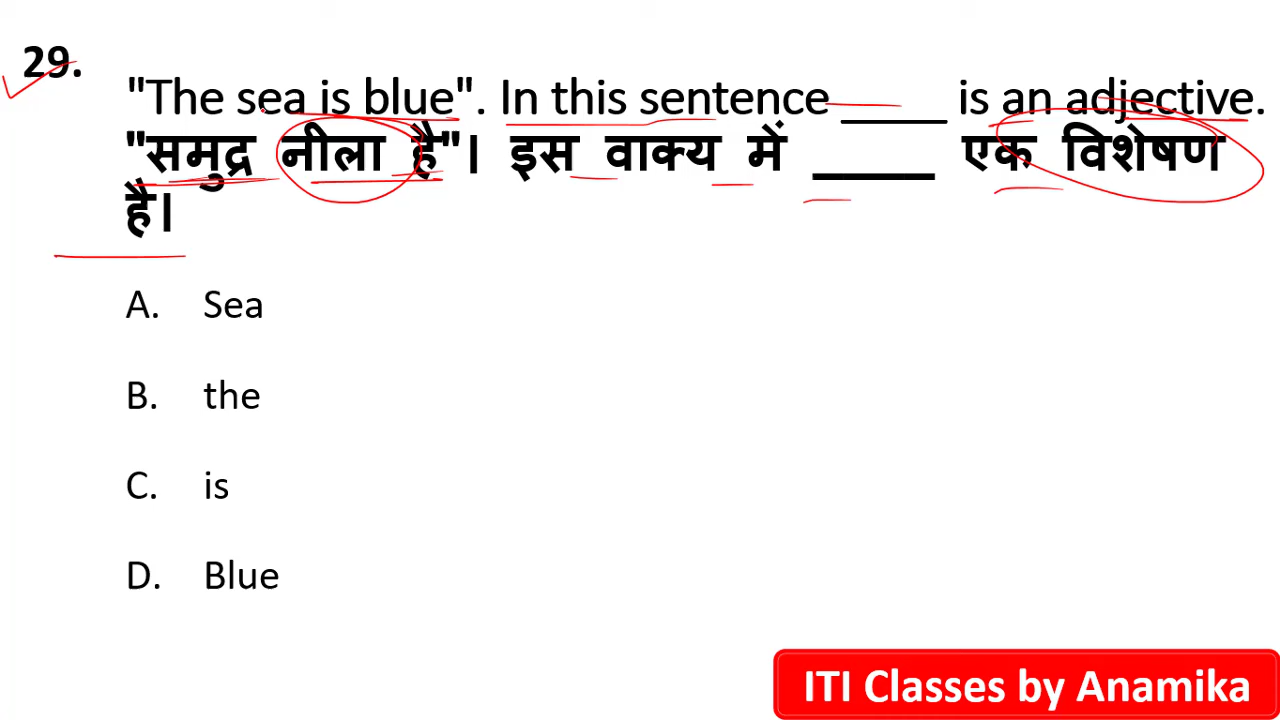 29.
"The sea is blue". In this sentence _____ is an adjective.
"समुद्र नीला है"। इस वाक्य में _____ एक विशेषण
है।
A. Sea
B. the
C. is
D. Blue
ITI Classes by Anamika